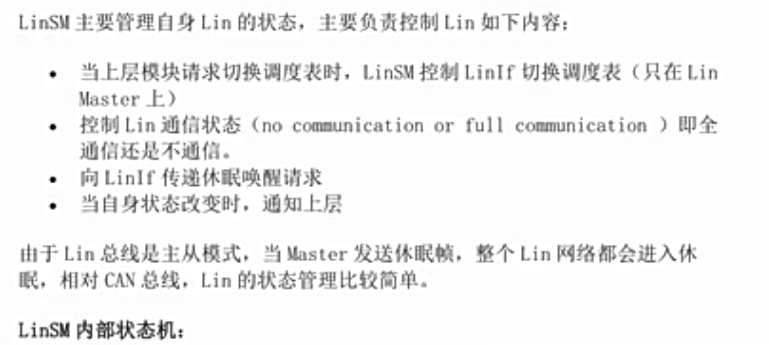 LinSM 主要管理自身 Lin 的状态，主要负责控制 Lin 如下内容：
• 当上层模块请求切换调度表时，LinSM 控制 LinIf 切换调度表（只在 Lin
Master 上）
• 控制 Lin 通信状态（no communication or full communication ）即全
通信还是不通信。
• 向 LinIf 传递休眠唤醒请求
• 当自身状态改变时，通知上层
由于 Lin 总线是主从模式，当 Master 发送休眠帧，整个 Lin 网络都会进入休
眠，相对 CAN 总线，Lin 的状态管理比较简单。
LinSM 内部状态机：